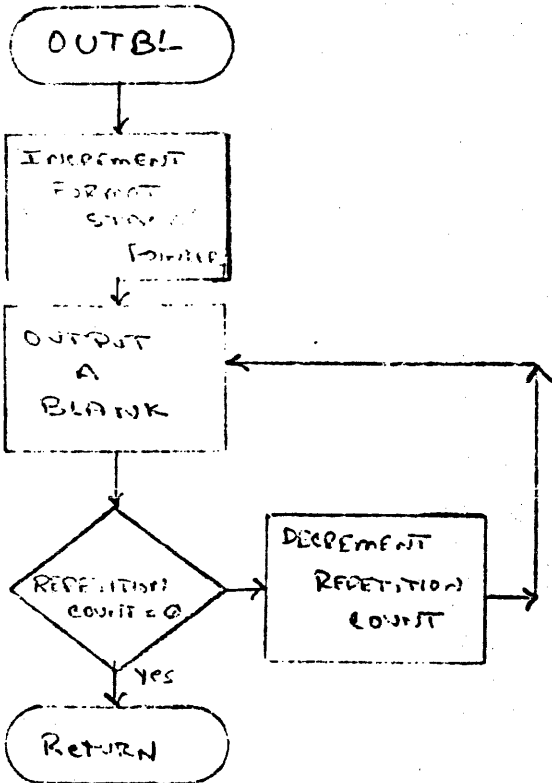 OUTBL
INCREMENT
FORMAT
POINTER
OUTPUT
A
BLANK
REPETITION
COUNT = 0
DECREMENT
REPETITION
COUNT
yes
RETURN